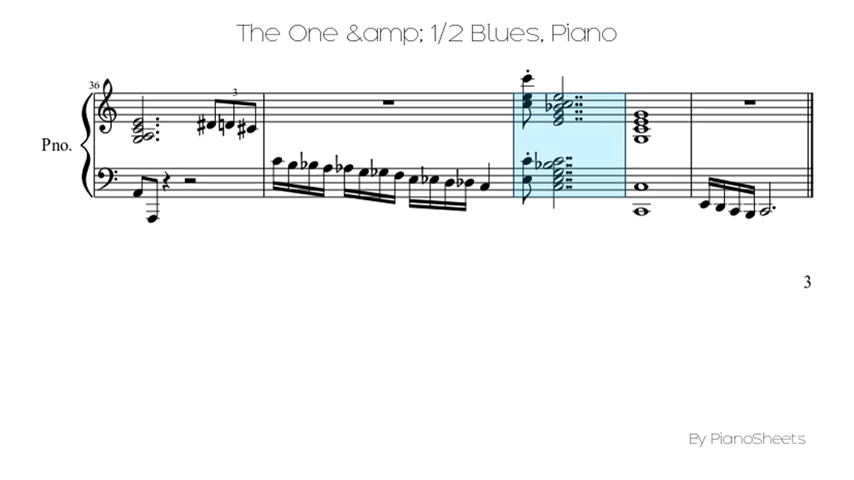 The One &amp; 1/2 Blues, Piano
36
3
Pno.
3
By PianoSheets